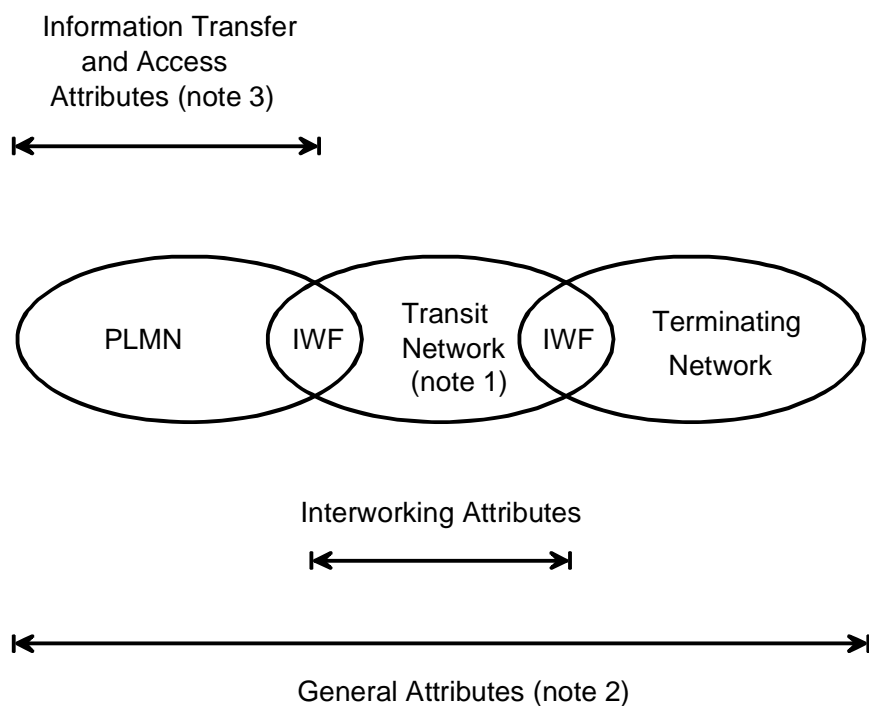 Information Transfer
and Access
Attributes (note 3)
PLMN
IWF
Transit
Network
(note 1)
IWF
Terminating
Network
Interworking Attributes
General Attributes (note 2)